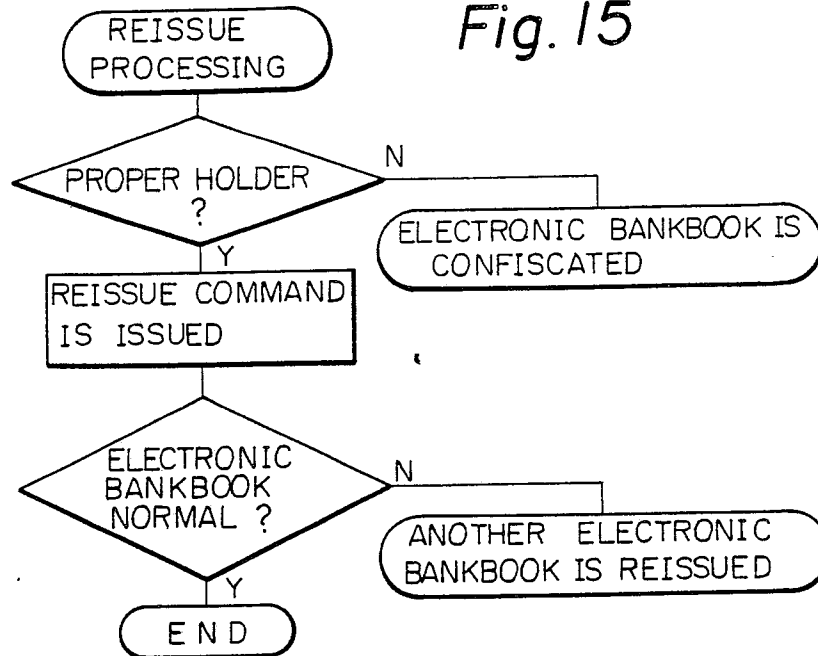 Fig. 15
REISSUE
PROCESSING
PROPER HOLDER
?
N
ELECTRONIC BANKBOOK IS
CONFISCATED
Y
REISSUE COMMAND
IS ISSUED
ELECTRONIC
BANKBOOK
NORMAL ?
N
ANOTHER ELECTRONIC
BANKBOOK IS REISSUED
Y
END